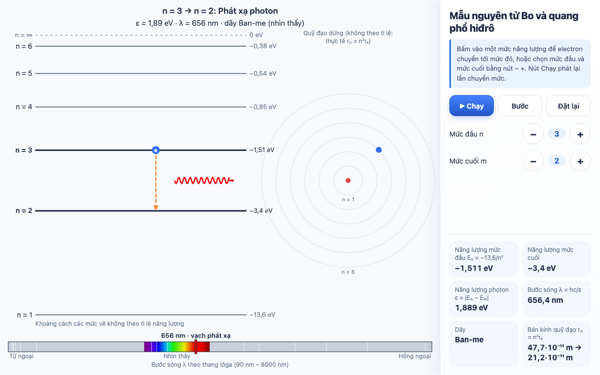 n = 3 → n = 2: Phát xạ photon
ε = 1,89 eV · λ = 656 nm · dãy Ban-me (nhìn thấy)
n = ∞
0 eV
n = 6
−0,38 eV
n = 5
−0,54 eV
n = 4
−0,85 eV
n = 3
−1,51 eV
n = 2
−3,4 eV
n = 1
−13,6 eV
Khoảng cách các mức vẽ không theo tỉ lệ năng lượng
Quỹ đạo dừng (không theo tỉ lệ:
thực tế rₙ = n²r₀)
n = 1
n = 6
656 nm · vạch phát xạ
Tử ngoại
Nhìn thấy
Hồng ngoại
Bước sóng λ theo thang lôga (90 nm – 8000 nm)
Mẫu nguyên tử Bo và quang
phổ hiđrô
Bấm vào một mức năng lượng để electron
chuyển tới mức đó, hoặc chọn mức đầu và
mức cuối bằng nút − +. Nút Chạy phát lại
lần chuyển mức.
▶ Chạy
Bước
Đặt lại
Mức đầu n
− 3 +
Mức cuối m
− 2 +
Năng lượng mức
đầu Eₙ = −13,6/n²
−1,511 eV
Năng lượng mức
cuối
−3,4 eV
Năng lượng photon
ε = |Eₙ − Eₘ|
1,889 eV
Bước sóng λ = hc/ε
656,4 nm
Dãy
Ban-me
Bán kính quỹ đạo rₙ
= n²r₀
47,7·10⁻¹¹ m →
21,2·10⁻¹¹ m